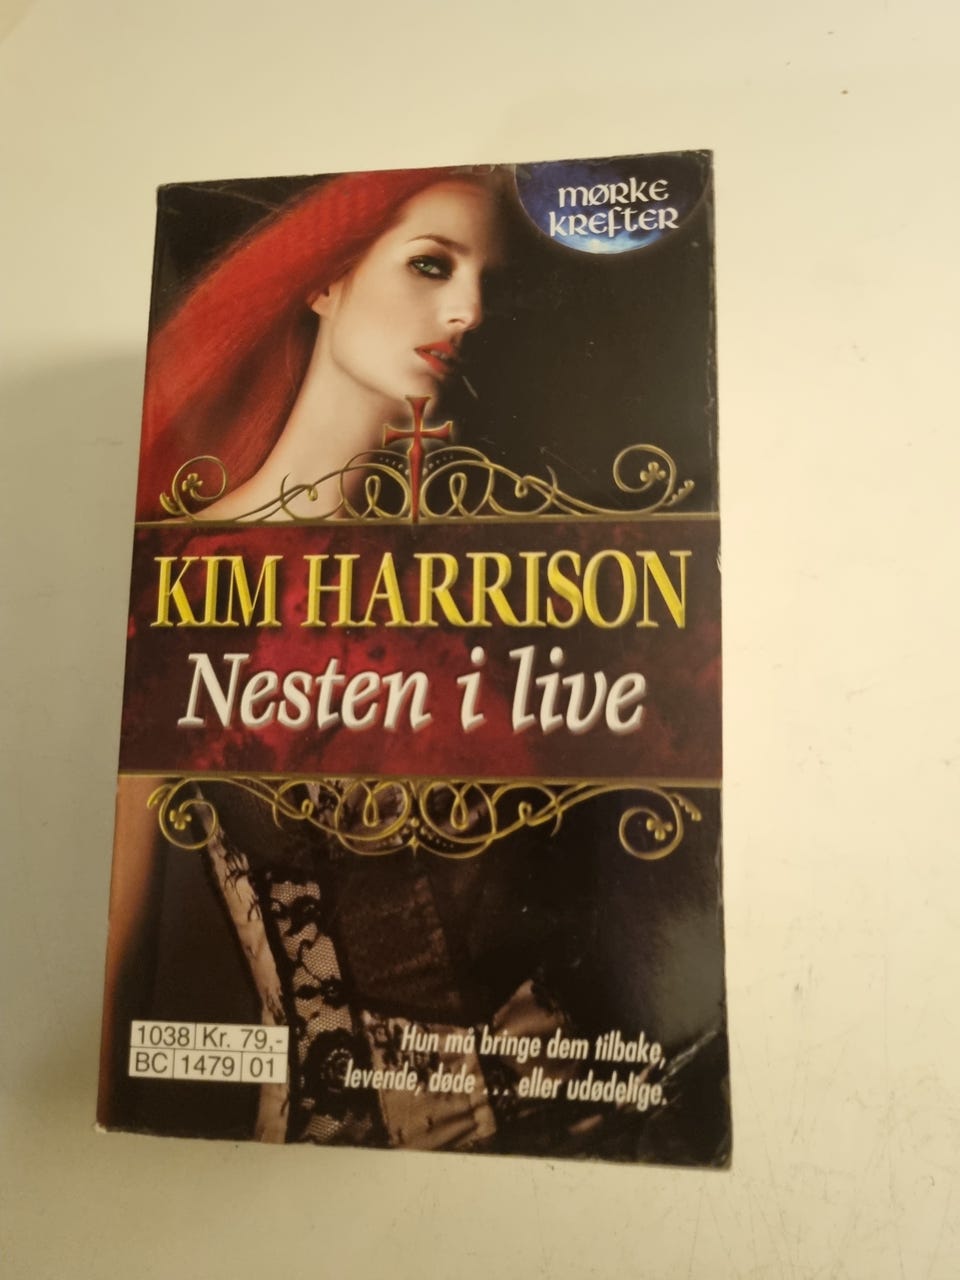 MØRKE
KREFTER
KIM HARRISON
Nesten i live
1038 Kr. 79,-
BC 1479 01
Hun må bringe dem tilbake,
levende, døde ... eller udødelige.